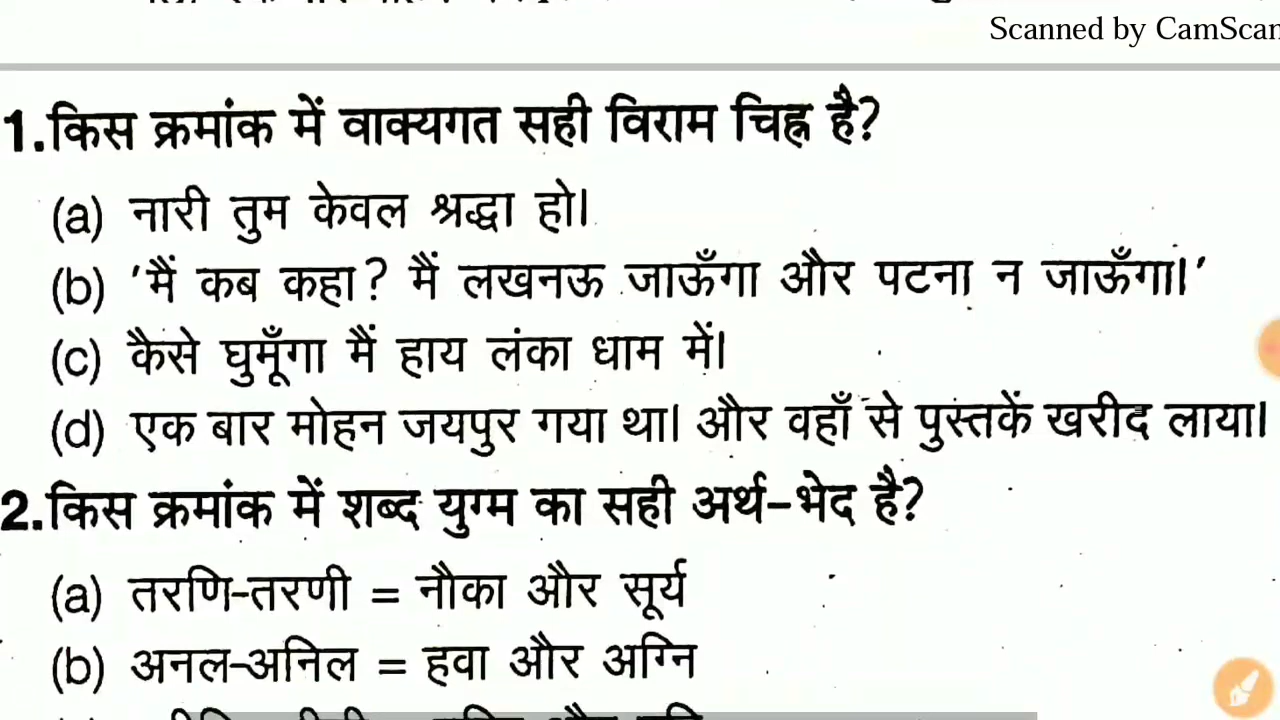 Scanned by CamScan
1.किस क्रमांक में वाक्यगत सही विराम चिह्न है?
(a) नारी तुम केवल श्रद्धा हो।
(b) 'मैं कब कहा? मैं लखनऊ जाऊँगा और पटना न जाऊँगा।'
(c) कैसे घुमूँगा मैं हाय लंका धाम में।
(d) एक बार मोहन जयपुर गया था। और वहाँ से पुस्तकें खरीद लाया।
2.किस क्रमांक में शब्द युग्म का सही अर्थ-भेद है?
(a) तरणि-तरणी = नौका और सूर्य
(b) अनल-अनिल = हवा और अग्नि